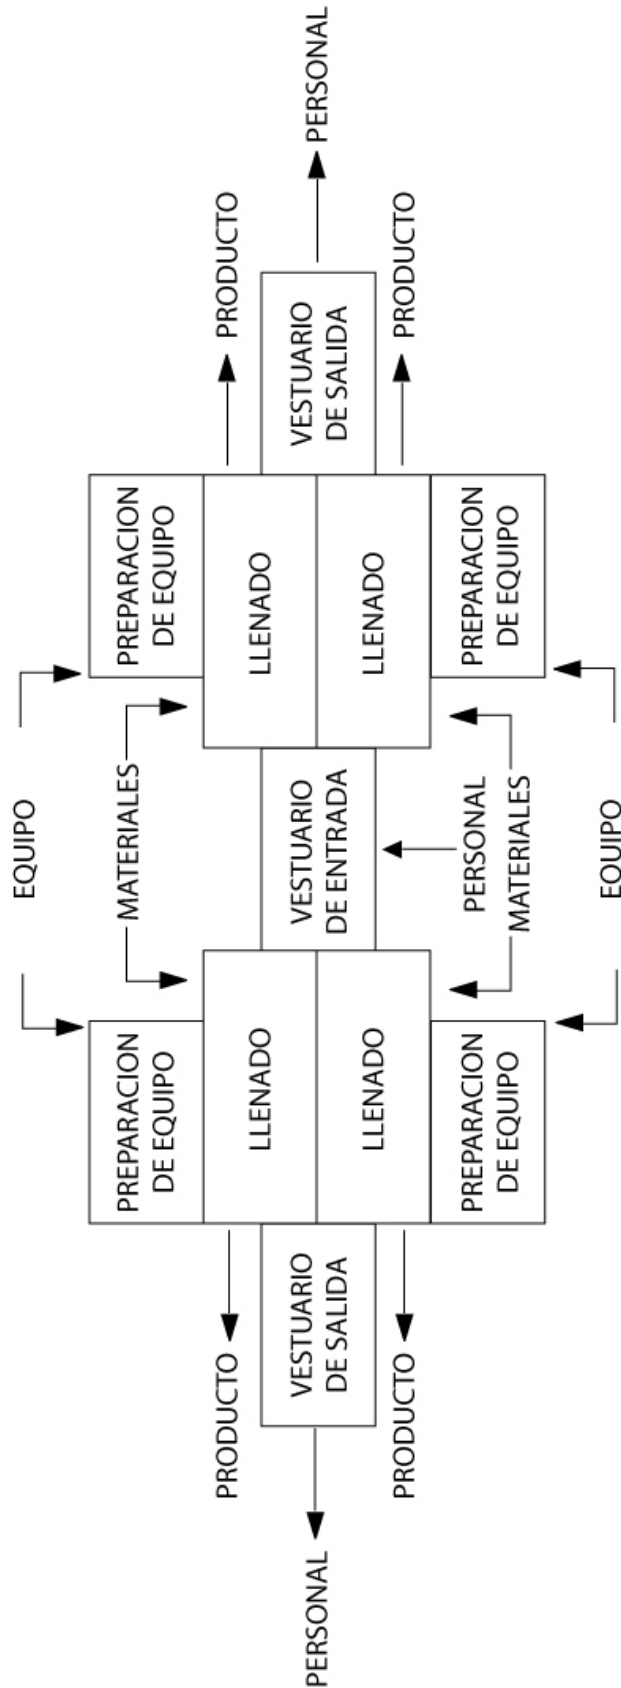 EQUIPO
PREPARACION
DE EQUIPO
MATERIALES
PREPARACION
DE EQUIPO
PRODUCTO
LLENADO
LLENADO
PRODUCTO
PERSONAL
VESTUARIO
DE SALIDA
VESTUARIO
DE ENTRADA
VESTUARIO
DE SALIDA
PERSONAL
PRODUCTO
LLENADO
LLENADO
PRODUCTO
PREPARACION
DE EQUIPO
PERSONAL
MATERIALES
PREPARACION
DE EQUIPO
EQUIPO